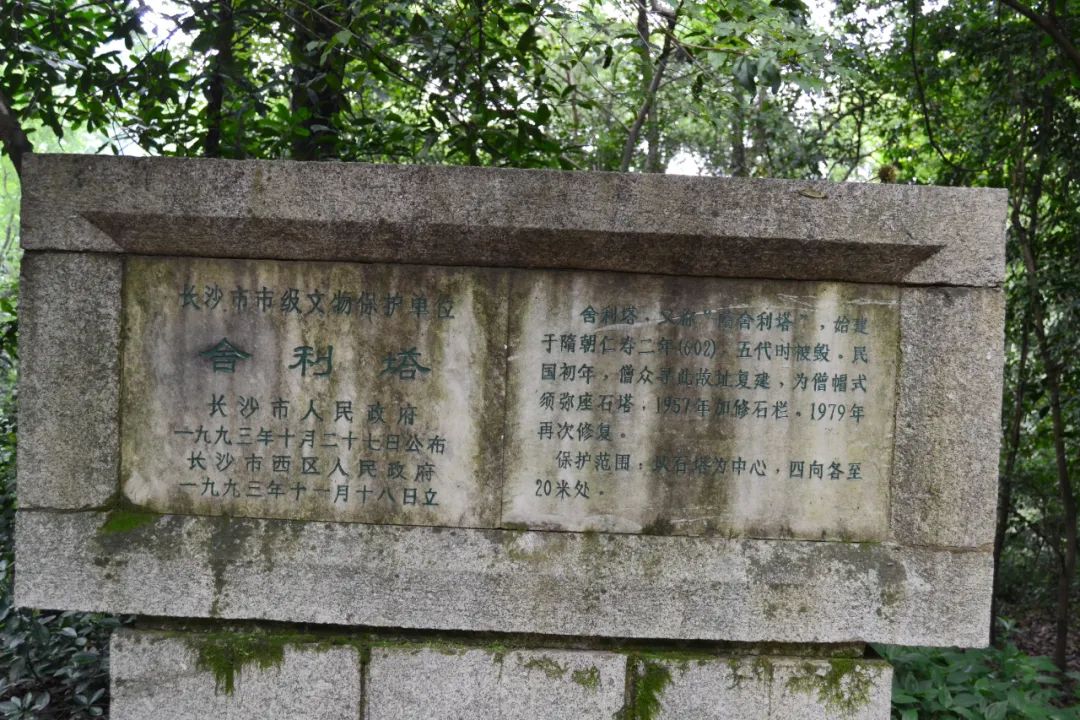 长沙市市级文物保护单位
舍利塔
长沙市人民政府
一九九三年十月二十七日公布
长沙市西区人民政府
一九九三年十一月十八日立
舍利塔,又称“隋舍利塔”,始建
于隋朝仁寿二年(602),五代时被毁。民
国初年,僧众寻此故址复建,为僧帽式
须弥座石塔,1957年加修石栏。1979年
再次修复。
保护范围:以石塔为中心,四向各至
20米处。